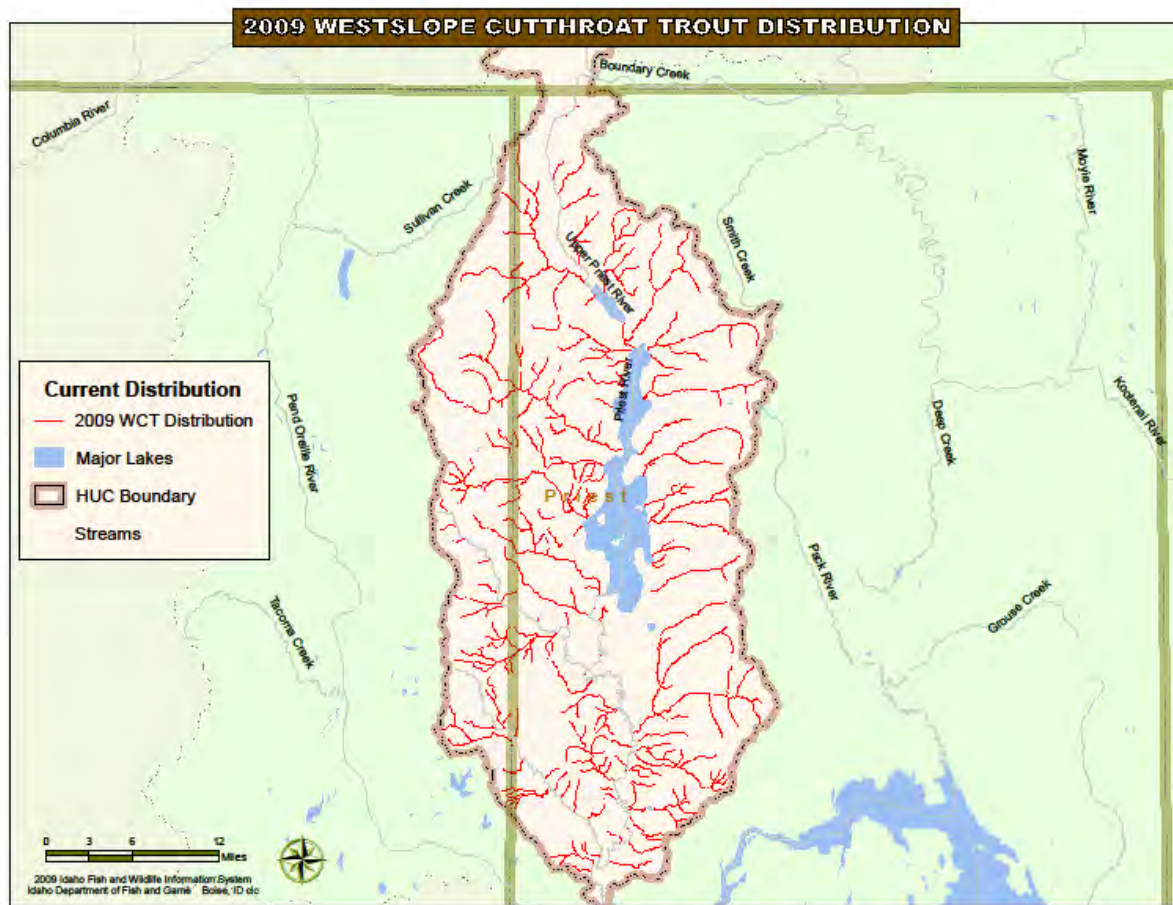 2009 WESTSLOPE CUTTHROAT TROUT DISTRIBUTION
Boundary Creek
Columbia River
Moyie River
Sullivan Creek
Smith Creek
Upper Priest River
Priest River
Pend Oreille River
Deep Creek
Kootenai River
Priest
Pack River
Grouse Creek
Tacoma Creek
Current Distribution
2009 WCT Distribution
Major Lakes
HUC Boundary
Streams
0 3 6 12
Miles
2009 Idaho Fish and Wildlife Information System
Idaho Department of Fish and Game Boise, ID cic